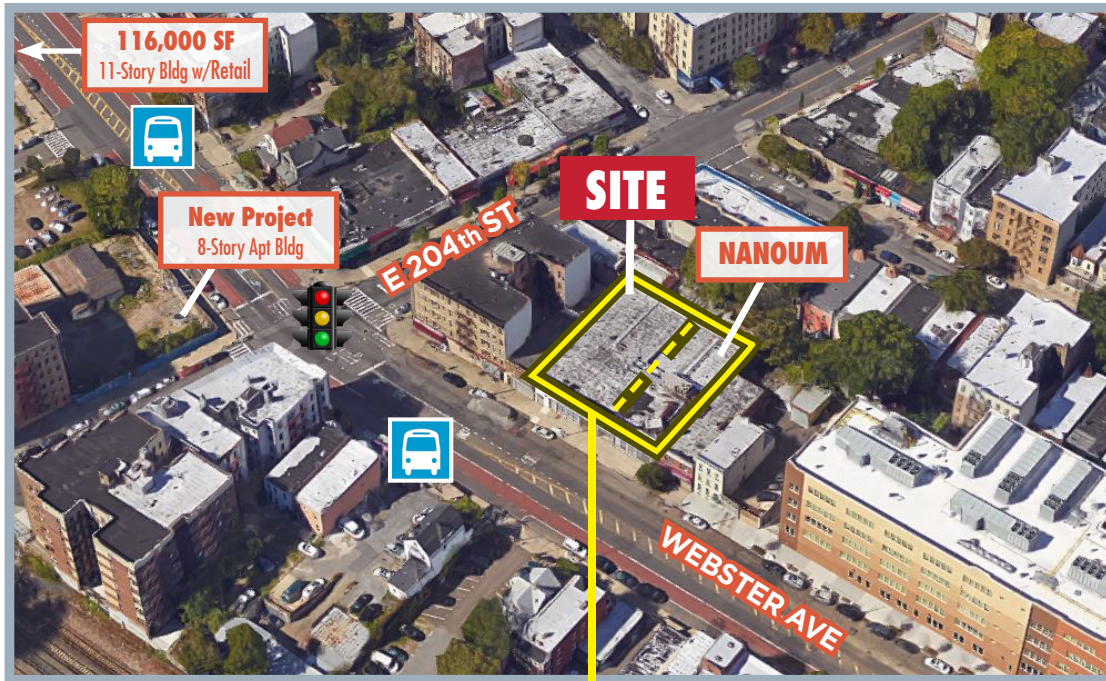 116,000 SF
11-Story Bldg w/Retail
New Project
8-Story Apt Bldg
E 204th ST
SITE
NANOUM
WEBSTER AVE